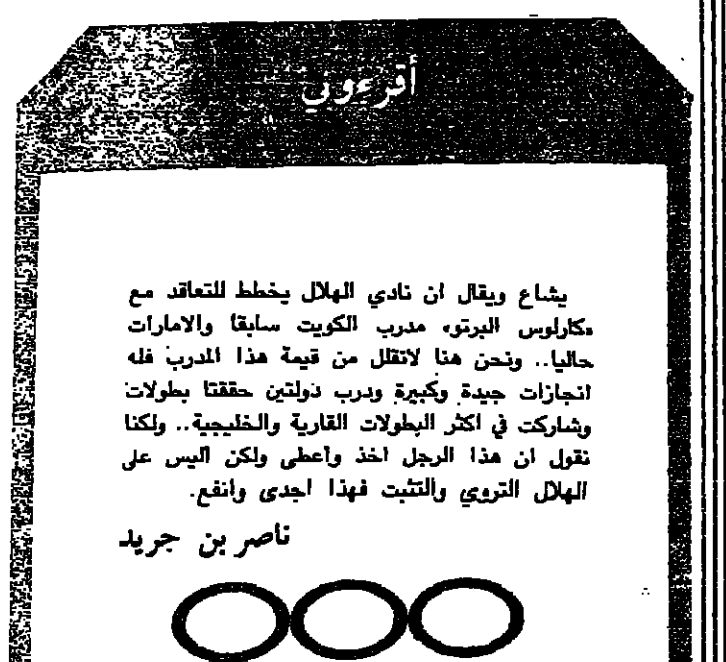 أقرءوني
يشاع ويقال ان نادي الهلال يخطط للتعاقد مع
«كارلوس البرتو» مدرب الكويت سابقا والامارات
حاليا.. ونحن هنا لانقلل من قيمة هذا المدرب فله
انجازات جيدة وكبيرة ودرب دولتين حققتا بطولات
وشاركت في اكثر البطولات القارية والخليجية.. ولكنا
نقول ان هذا الرجل اخذ وأعطى ولكن اليس على
الهلال التروي والتثبت فهذا اجدى وانفع.
ناصر بن جريد